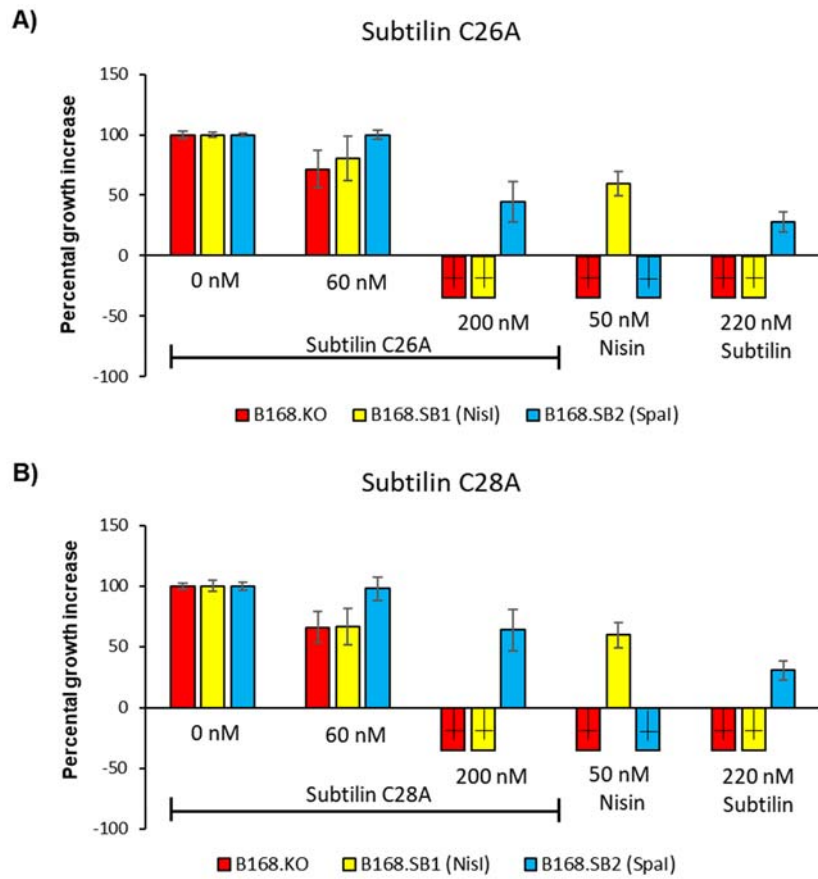 A)
Subtilin C26A
Percental growth increase
150
100
50
0
-50
-100
0 nM
60 nM
200 nM
50 nM
Nisin
220 nM
Subtilin
Subtilin C26A
B168.KO
B168.SB1 (NisI)
B168.SB2 (SpaI)
B)
Subtilin C28A
Percental growth increase
150
100
50
0
-50
-100
0 nM
60 nM
200 nM
50 nM
Nisin
220 nM
Subtilin
Subtilin C28A
B168.KO
B168.SB1 (NisI)
B168.SB2 (SpaI)